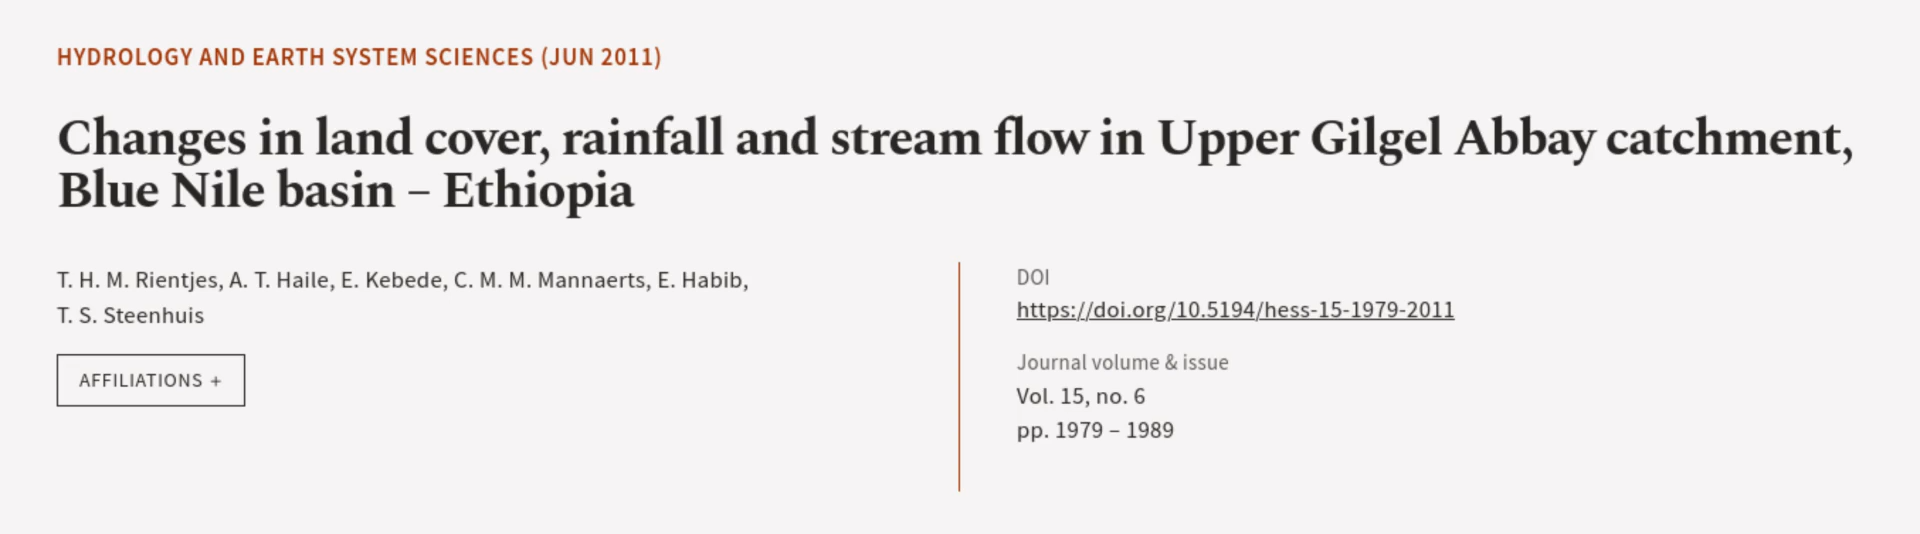 HYDROLOGY AND EARTH SYSTEM SCIENCES (JUN 2011)
Changes in land cover, rainfall and stream flow in Upper Gilgel Abbay catchment,
Blue Nile basin – Ethiopia
T. H. M. Rientjes, A. T. Haile, E. Kebede, C. M. M. Mannaerts, E. Habib,
T. S. Steenhuis
AFFILIATIONS +
DOI
https://doi.org/10.5194/hess-15-1979-2011
Journal volume & issue
Vol. 15, no. 6
pp. 1979 – 1989